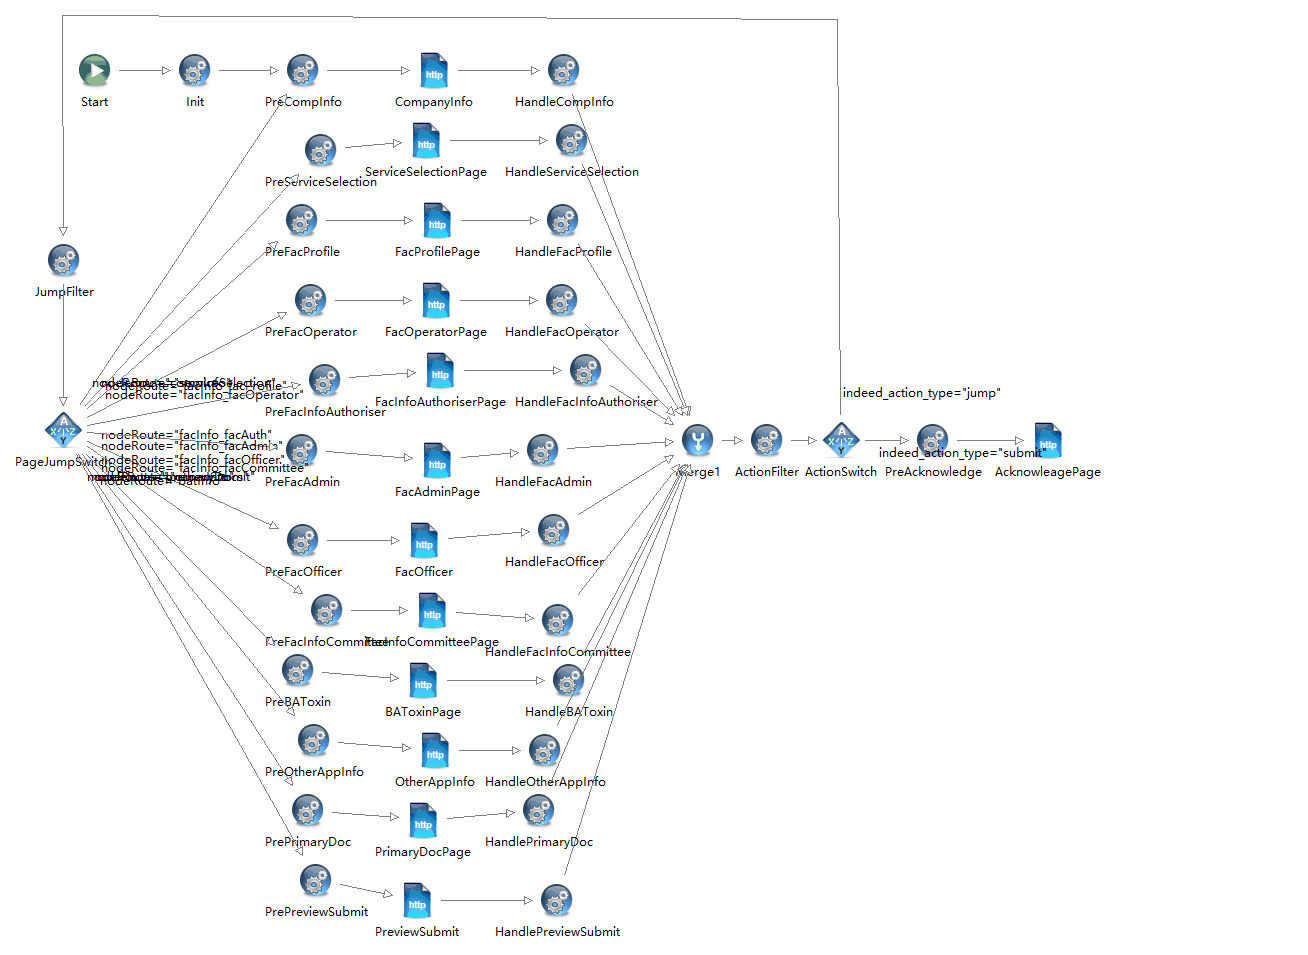 Start
Init
PreCompInfo
http
CompanyInfo
HandleCompInfo
PreServiceSelection
http
ServiceSelectionPage
HandleServiceSelection
PreFacProfile
http
FacProfilePage
HandleFacProfile
JumpFilter
PreFacOperator
http
FacOperatorPage
HandleFacOperator
PreFacInfoAuthoriser
http
FacInfoAuthoriserPage
HandleFacInfoAuthoriser
nodeRoute="facInfo_facProfile"
nodeRoute="facInfo_facOperator"
indeed_action_type="jump"
A
X
Z
Y
PageJumpSwitch
nodeRoute="facInfo_facAuth"
nodeRoute="facInfo_facAdmin"
nodeRoute="facInfo_facOfficer"
nodeRoute="facInfo_facCommittee"
PreFacAdmin
http
FacAdminPage
HandleFacAdmin
Merge1
ActionFilter
A
X
Z
Y
ActionSwitch
indeed_action_type="submit"
PreAcknowledge
http
AcknowleagePage
PreFacOfficer
http
FacOfficer
HandleFacOfficer
PreFacInfoCommittee
http
FacInfoCommitteePage
HandleFacInfoCommittee
PreBAToxin
http
BAToxinPage
HandleBAToxin
PreOtherAppInfo
http
OtherAppInfo
HandleOtherAppInfo
PrePrimaryDoc
http
PrimaryDocPage
HandlePrimaryDoc
PrePreviewSubmit
http
PreviewSubmit
HandlePreviewSubmit